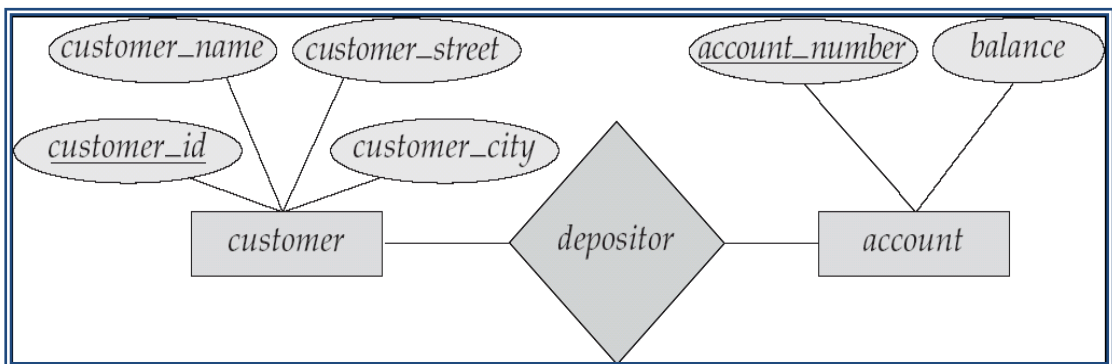 customer_name
customer_street
account_number
balance
customer_id
customer_city
customer
depositor
account